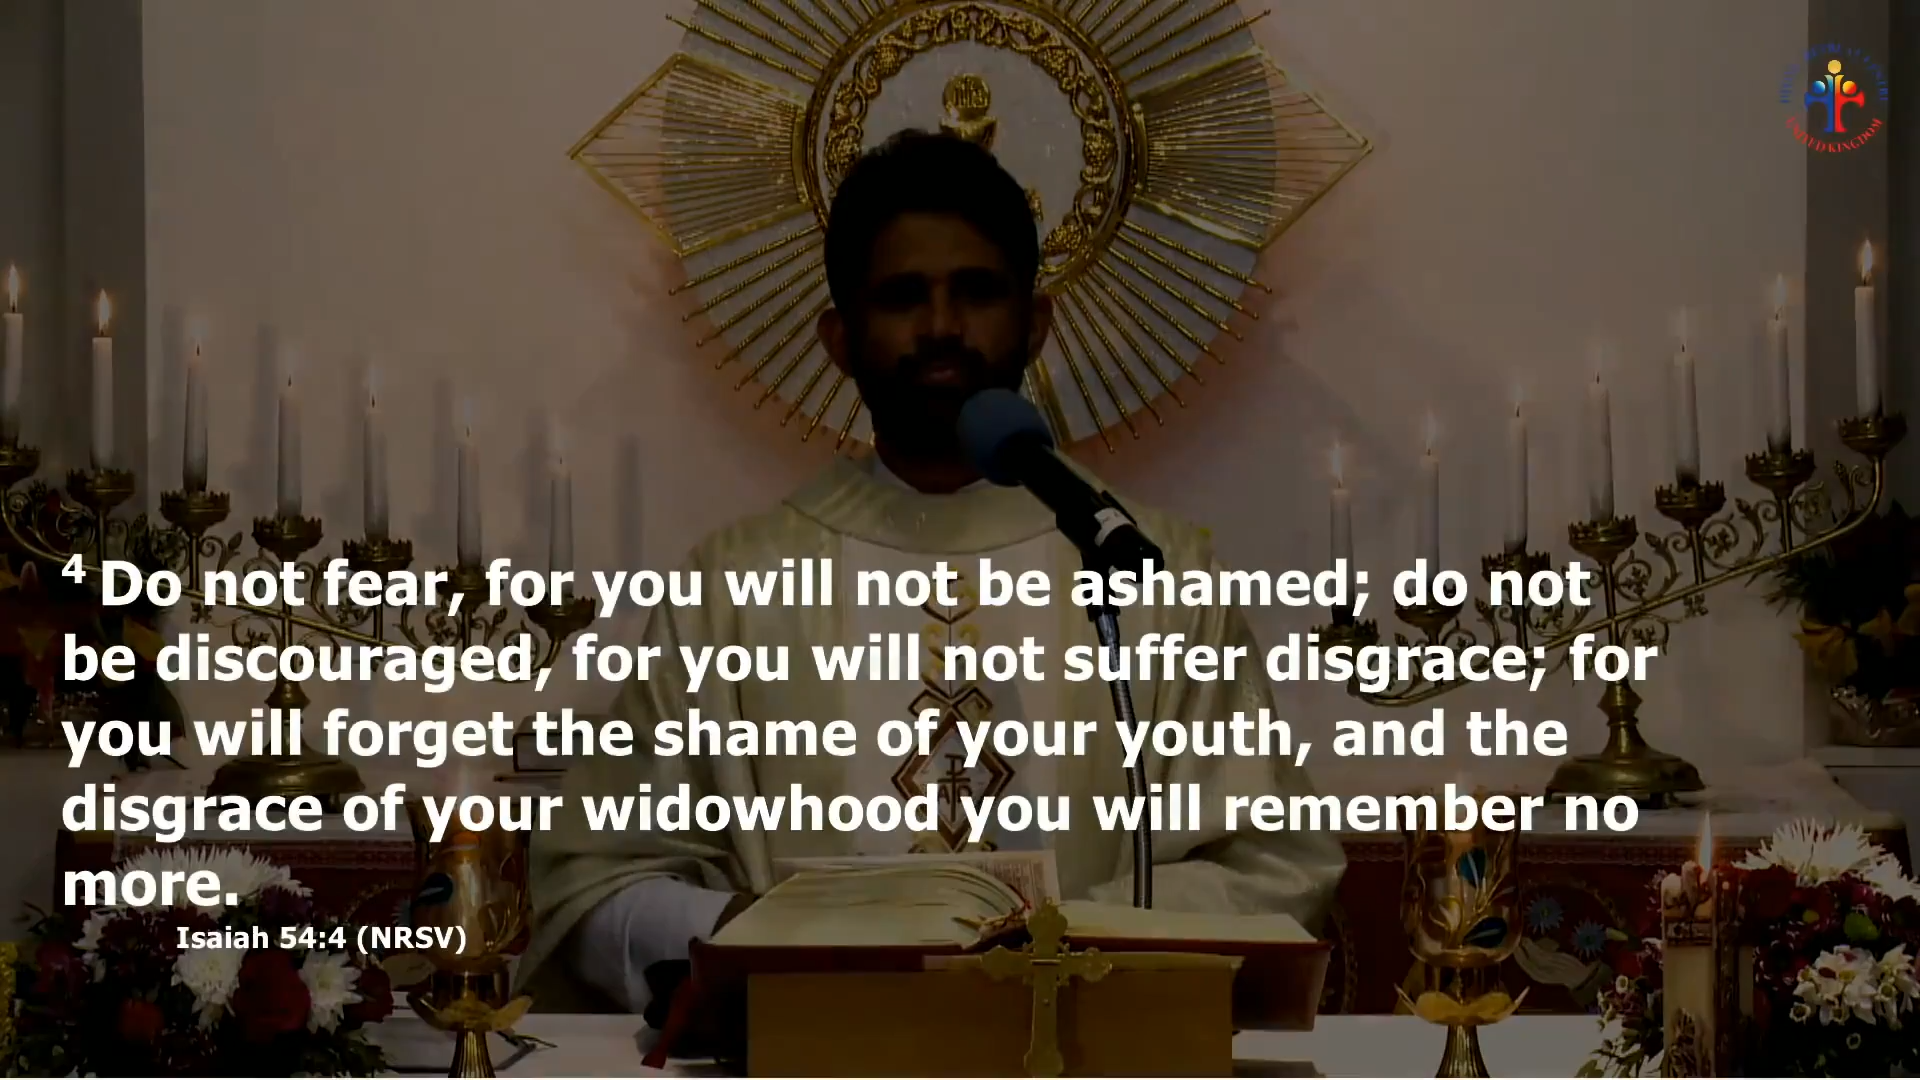 UNITED KINGDOM
4 Do not fear, for you will not be ashamed; do not
be discouraged, for you will not suffer disgrace; for
you will forget the shame of your youth, and the
disgrace of your widowhood you will remember no
more.
Isaiah 54:4 (NRSV)